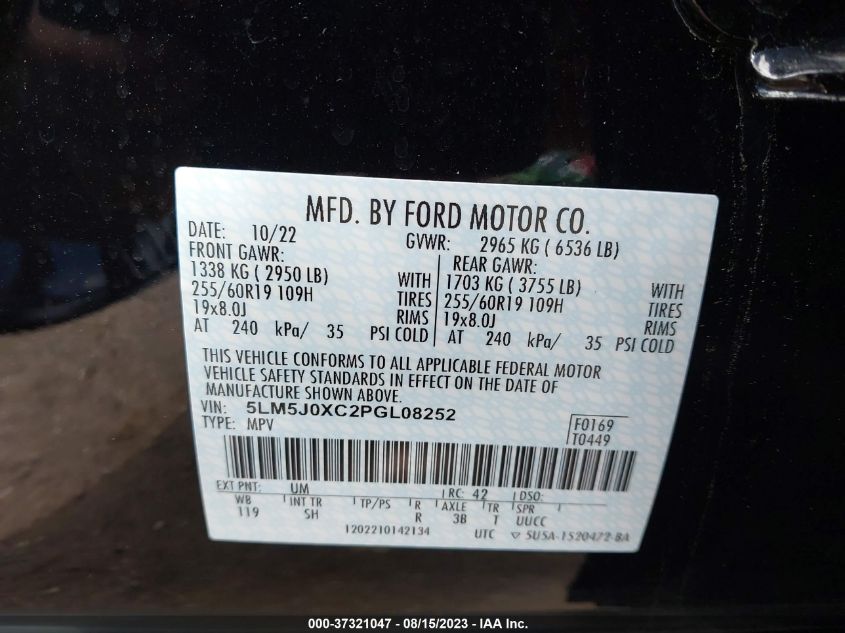 MFD. BY FORD MOTOR CO.
DATE: 10/22 GVWR: 2965 KG ( 6536 LB)
FRONT GAWR: REAR GAWR:
1338 KG ( 2950 LB) WITH 1703 KG ( 3755 LB) WITH
255/60R19 109H TIRES 255/60R19 109H TIRES
19x8.0J RIMS 19x8.0J RIMS
AT 240 kPa/ 35 PSI COLD AT 240 kPa/ 35 PSI COLD
THIS VEHICLE CONFORMS TO ALL APPLICABLE FEDERAL MOTOR
VEHICLE SAFETY STANDARDS IN EFFECT ON THE DATE OF
MANUFACTURE SHOWN ABOVE.
VIN: 5LM5J0XC2PGL08252 F0169
TYPE: MPV T0449
EXT PNT: UM RC: 42 DSO:
WB INT TR TP/PS R AXLE TR SPR
119 SH R 3B T UUCC
1202210142134 UTC ▽ 5U5A-1520472-BA
000-37321047 - 08/15/2023 - IAA Inc.